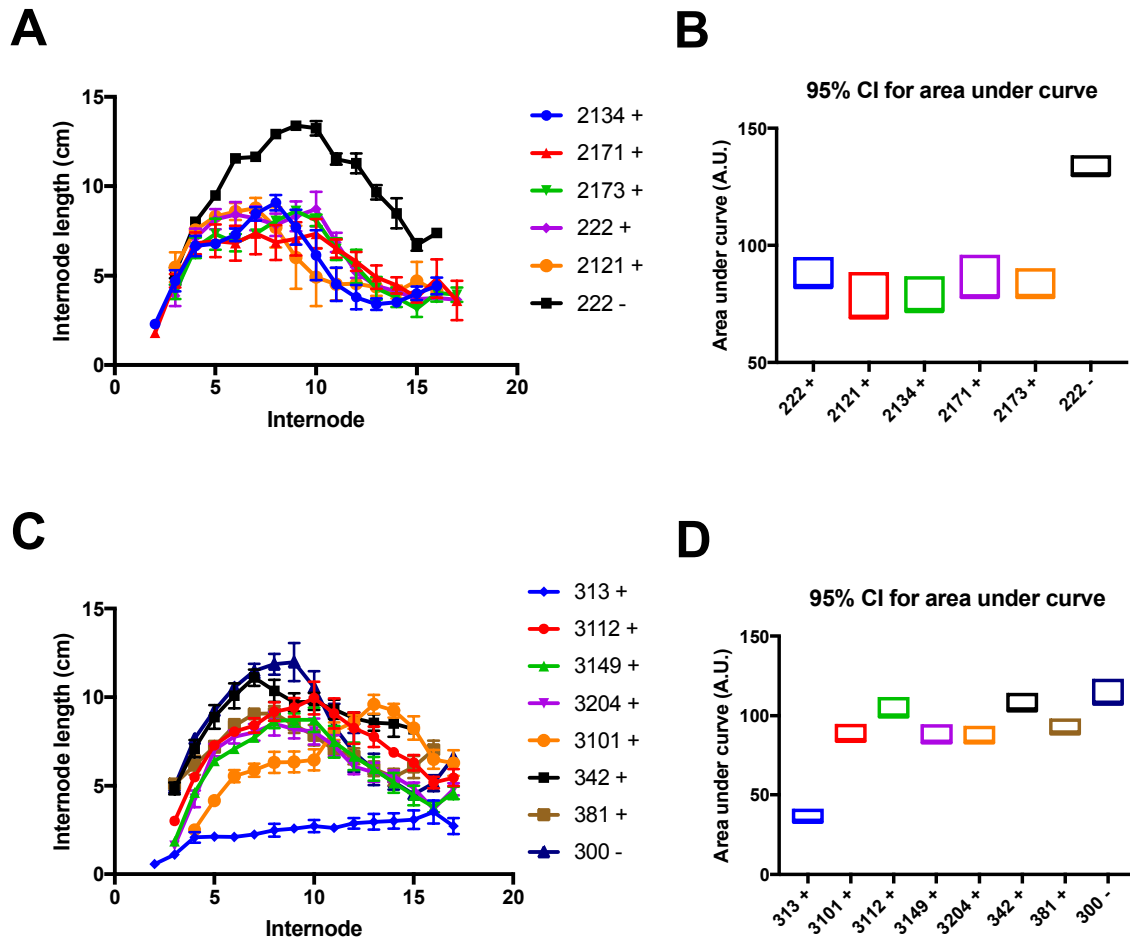 A
B
95% CI for area under curve
Internode length (cm)
15
10
5
0
0 5 10 15 20
Internode
2134 +
2171 +
2173 +
222 +
2121 +
222 -
Area under curve (A.U.)
150
100
50
222 + 2121 + 2134 + 2171 + 2173 + 222 -
C
D
95% CI for area under curve
Internode length (cm)
15
10
5
0
0 5 10 15 20
Internode
313 +
3112 +
3149 +
3204 +
3101 +
342 +
381 +
300 -
Area under curve (A.U.)
150
100
50
0
313 + 3101 + 3112 + 3149 + 3204 + 342 + 381 + 300 -